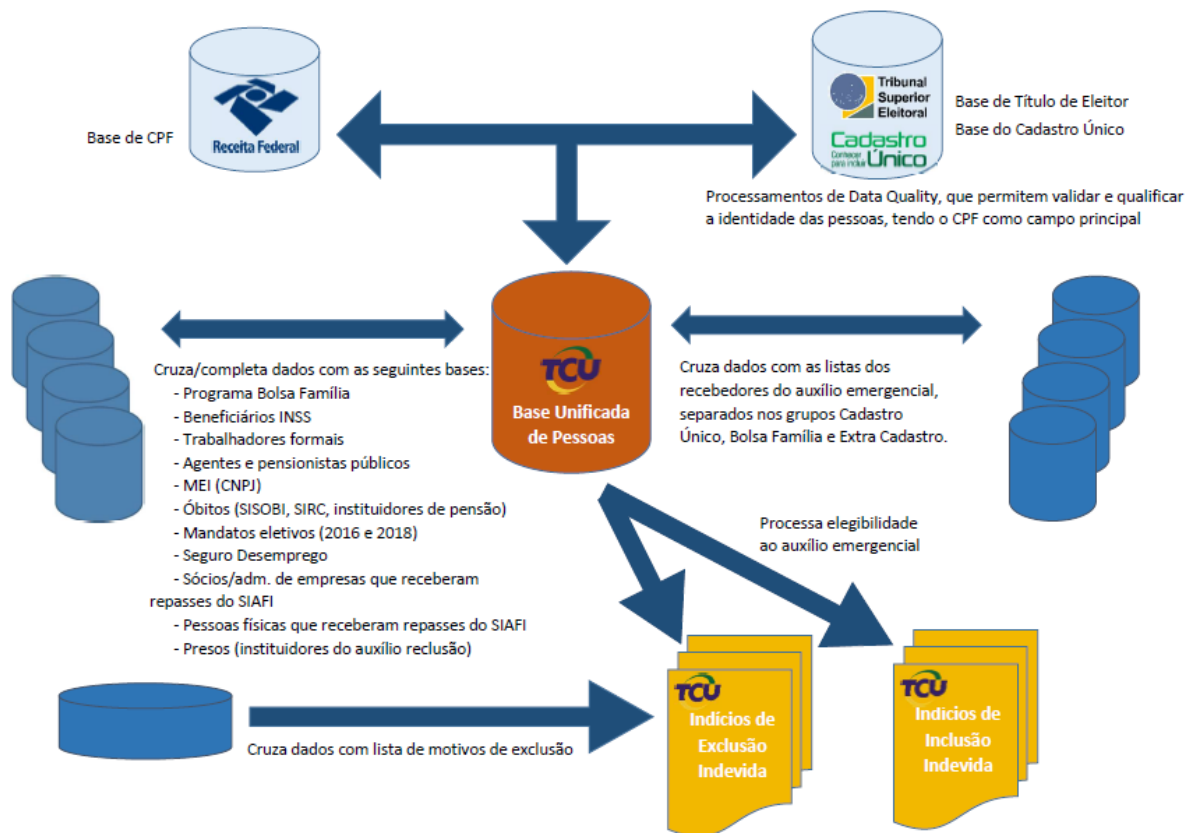 Base de CPF
Receita Federal
Tribunal
Superior
Eleitoral
Cadastro
Conhecer
para incluir
Único
Base de Título de Eleitor
Base do Cadastro Único
Processamentos de Data Quality, que permitem validar e qualificar
a identidade das pessoas, tendo o CPF como campo principal
Cruza/completa dados com as seguintes bases:
- Programa Bolsa Família
- Beneficiários INSS
- Trabalhadores formais
- Agentes e pensionistas públicos
- MEI (CNPJ)
- Óbitos (SISOBI, SIRC, instituidores de pensão)
- Mandatos eletivos (2016 e 2018)
- Seguro Desemprego
- Sócios/adm. de empresas que receberam
repasses do SIAFI
- Pessoas físicas que receberam repasses do SIAFI
- Presos (instituidores do auxílio reclusão)
TCU
Base Unificada
de Pessoas
Cruza dados com as listas dos
recebedores do auxílio emergencial,
separados nos grupos Cadastro
Único, Bolsa Família e Extra Cadastro.
Processa elegibilidade
ao auxílio emergencial
Cruza dados com lista de motivos de exclusão
TCU
Indícios de
Exclusão
Indevida
TCU
Indícios de
Inclusão
Indevida